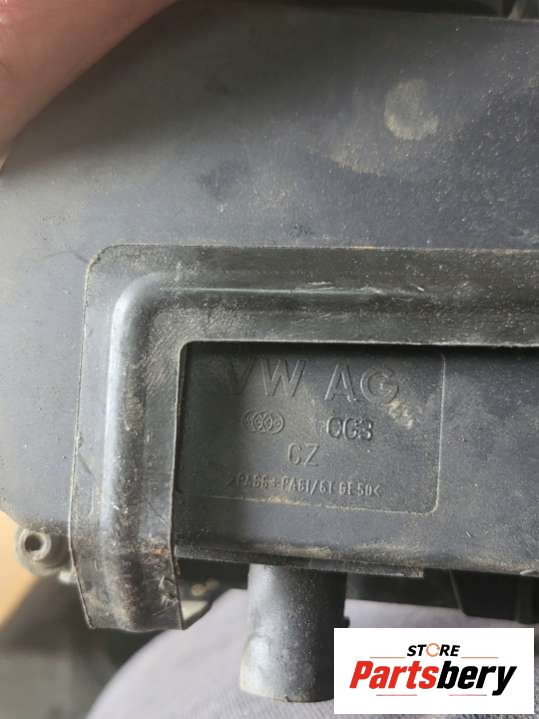 VW AG
CG3
CZ
>PA66+PA6I/6T GF50<
STORE
Partsbery